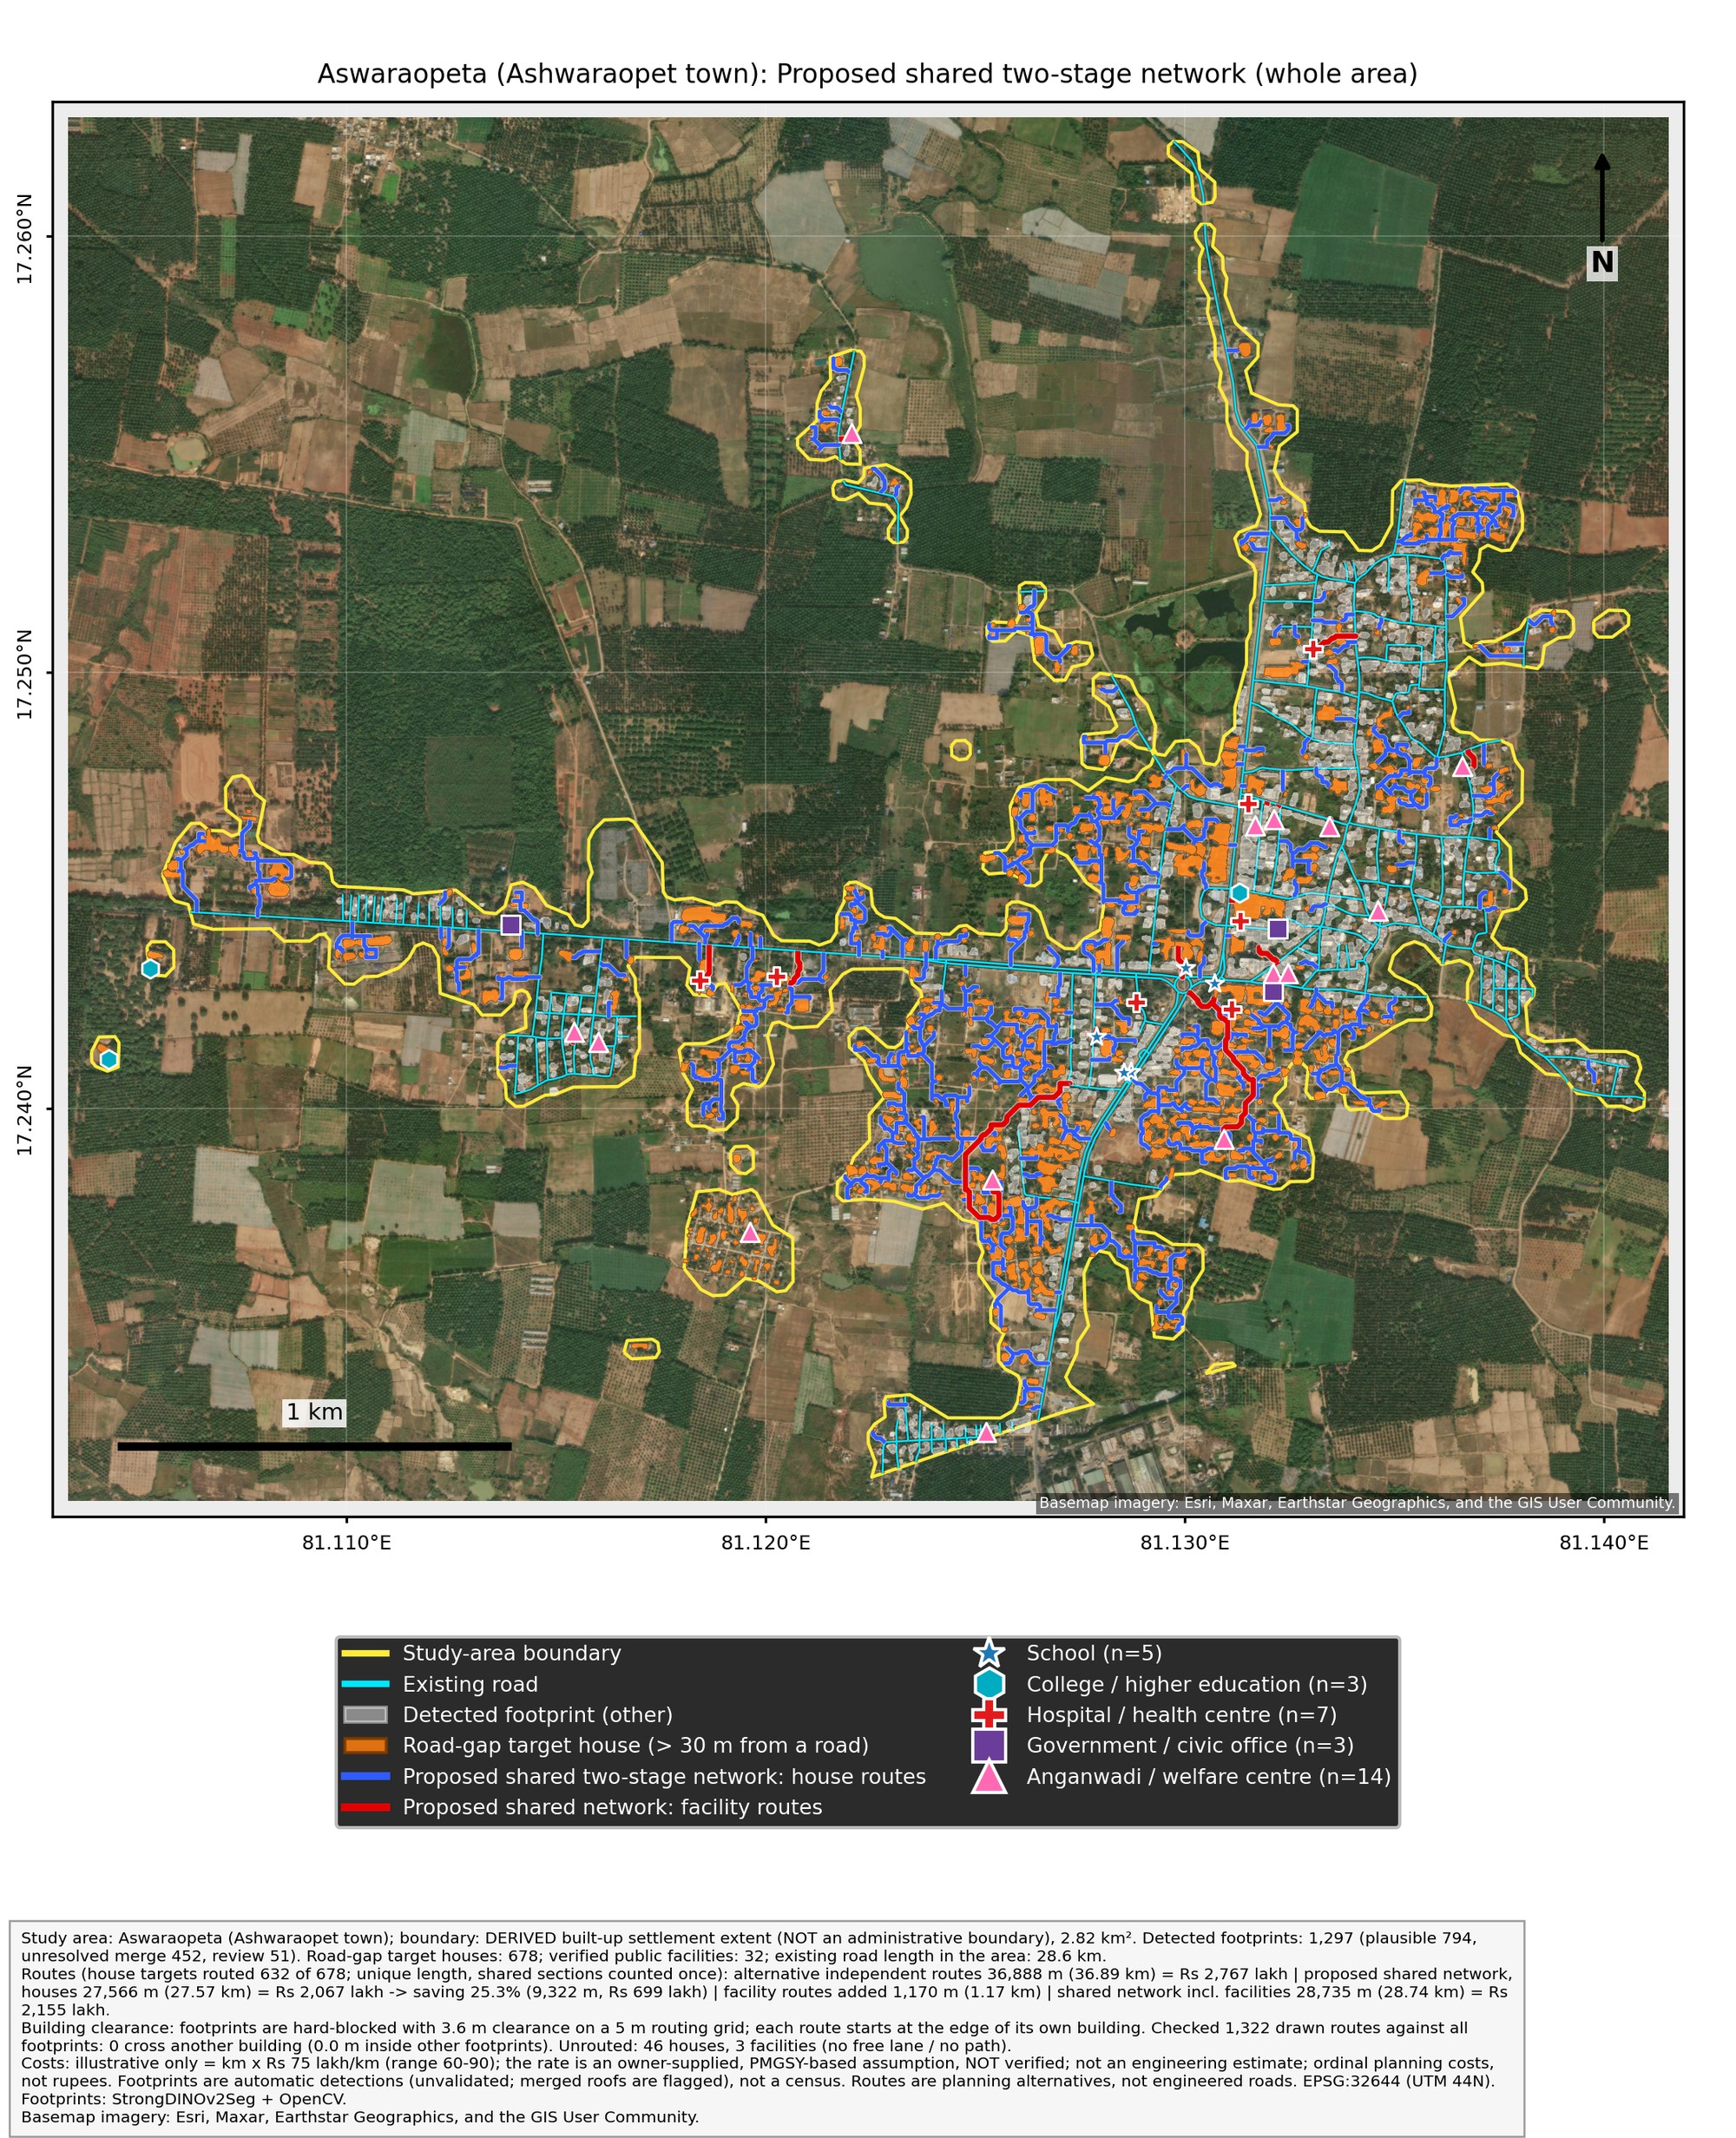 Aswaraopeta (Ashwaraopet town): Proposed shared two-stage network (whole area)
17.260°N
17.250°N
17.240°N
N
1 km
Basemap imagery: Esri, Maxar, Earthstar Geographics, and the GIS User Community.
81.110°E
81.120°E
81.130°E
81.140°E
Study-area boundary
Existing road
Detected footprint (other)
Road-gap target house (> 30 m from a road)
Proposed shared two-stage network: house routes
Proposed shared network: facility routes
School (n=5)
College / higher education (n=3)
Hospital / health centre (n=7)
Government / civic office (n=3)
Anganwadi / welfare centre (n=14)
Study area: Aswaraopeta (Ashwaraopet town); boundary: DERIVED built-up settlement extent (NOT an administrative boundary), 2.82 km². Detected footprints: 1,297 (plausible 794,
unresolved merge 452, review 51). Road-gap target houses: 678; verified public facilities: 32; existing road length in the area: 28.6 km.
Routes (house targets routed 632 of 678; unique length, shared sections counted once): alternative independent routes 36,888 m (36.89 km) = Rs 2,767 lakh | proposed shared network,
houses 27,566 m (27.57 km) = Rs 2,067 lakh -> saving 25.3% (9,322 m, Rs 699 lakh) | facility routes added 1,170 m (1.17 km) | shared network incl. facilities 28,735 m (28.74 km) = Rs
2,155 lakh.
Building clearance: footprints are hard-blocked with 3.6 m clearance on a 5 m routing grid; each route starts at the edge of its own building. Checked 1,322 drawn routes against all
footprints: 0 cross another building (0.0 m inside other footprints). Unrouted: 46 houses, 3 facilities (no free lane / no path).
Costs: illustrative only = km x Rs 75 lakh/km (range 60-90); the rate is an owner-supplied, PMGSY-based assumption, NOT verified; not an engineering estimate; ordinal planning costs,
not rupees. Footprints are automatic detections (unvalidated; merged roofs are flagged), not a census. Routes are planning alternatives, not engineered roads. EPSG:32644 (UTM 44N).
Footprints: StrongDINOv2Seg + OpenCV.
Basemap imagery: Esri, Maxar, Earthstar Geographics, and the GIS User Community.